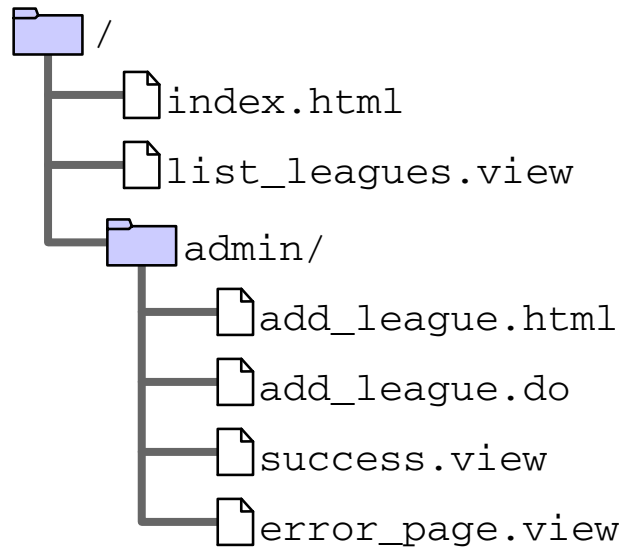 /
index.html
list_leagues.view
admin/
add_league.html
add_league.do
success.view
error_page.view